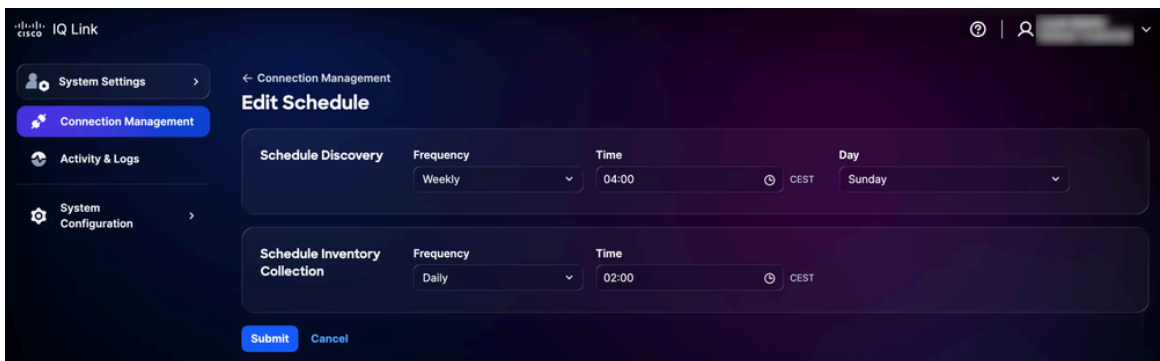 cisco IQ Link
System Settings
← Connection Management
Edit Schedule
Connection Management
Activity & Logs
System
Configuration
Schedule Discovery
Frequency
Time
Day
Weekly
04:00
CEST
Sunday
Schedule Inventory
Collection
Frequency
Time
Daily
02:00
CEST
Submit
Cancel